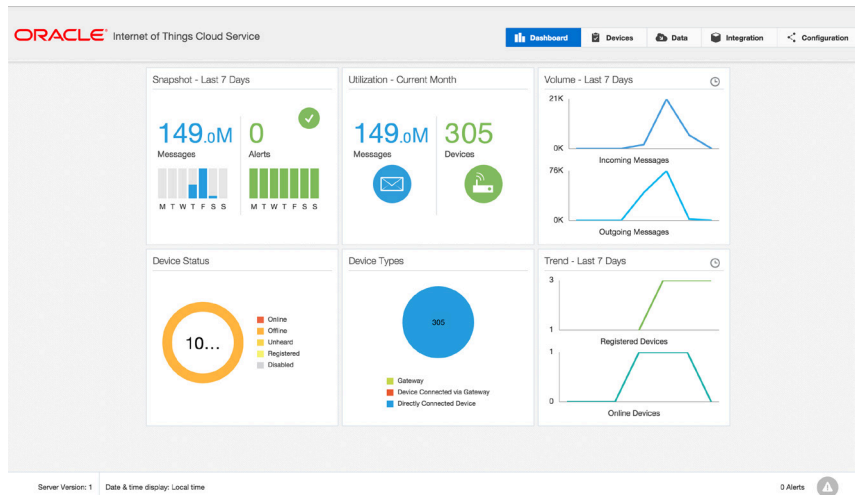 ORACLE® Internet of Things Cloud Service
Dashboard
Devices
Data
Integration
Configuration
Snapshot - Last 7 Days
149.0M
Messages
M T W T F S S
0
Alerts
M T W T F S S
Utilization - Current Month
149.0M
Messages
305
Devices
Volume - Last 7 Days
21K
0K
Incoming Messages
76K
0K
Outgoing Messages
Device Status
10...
Online
Offline
Unheard
Registered
Disabled
Device Types
305
Gateway
Device Connected via Gateway
Directly Connected Device
Trend - Last 7 Days
3
1
Registered Devices
1
0
Online Devices
Server Version: 1
Date & time display: Local time
0 Alerts